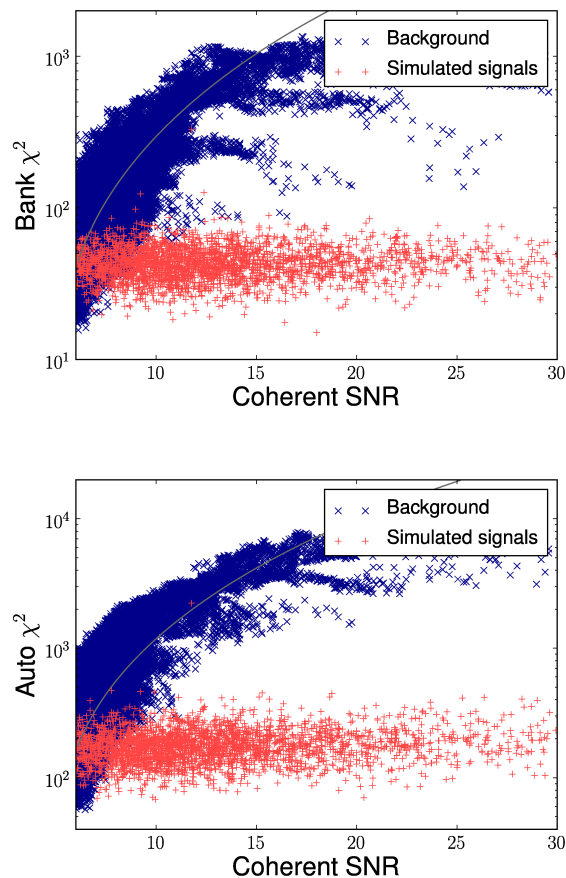 10³
Background
Simulated signals
Bank χ²
10²
10¹
10
15
20
25
30
Coherent SNR
10⁴
Background
Simulated signals
Auto χ²
10³
10²
10
15
20
25
30
Coherent SNR